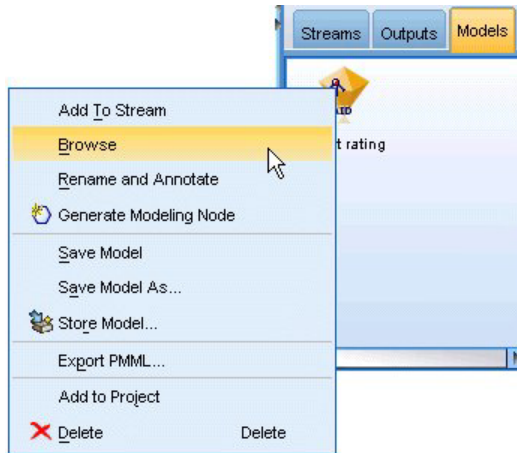 Streams Outputs Models
Add To Stream
Browse
t rating
Rename and Annotate
Generate Modeling Node
Save Model
Save Model As...
Store Model...
Export PMML...
Add to Project
Delete Delete